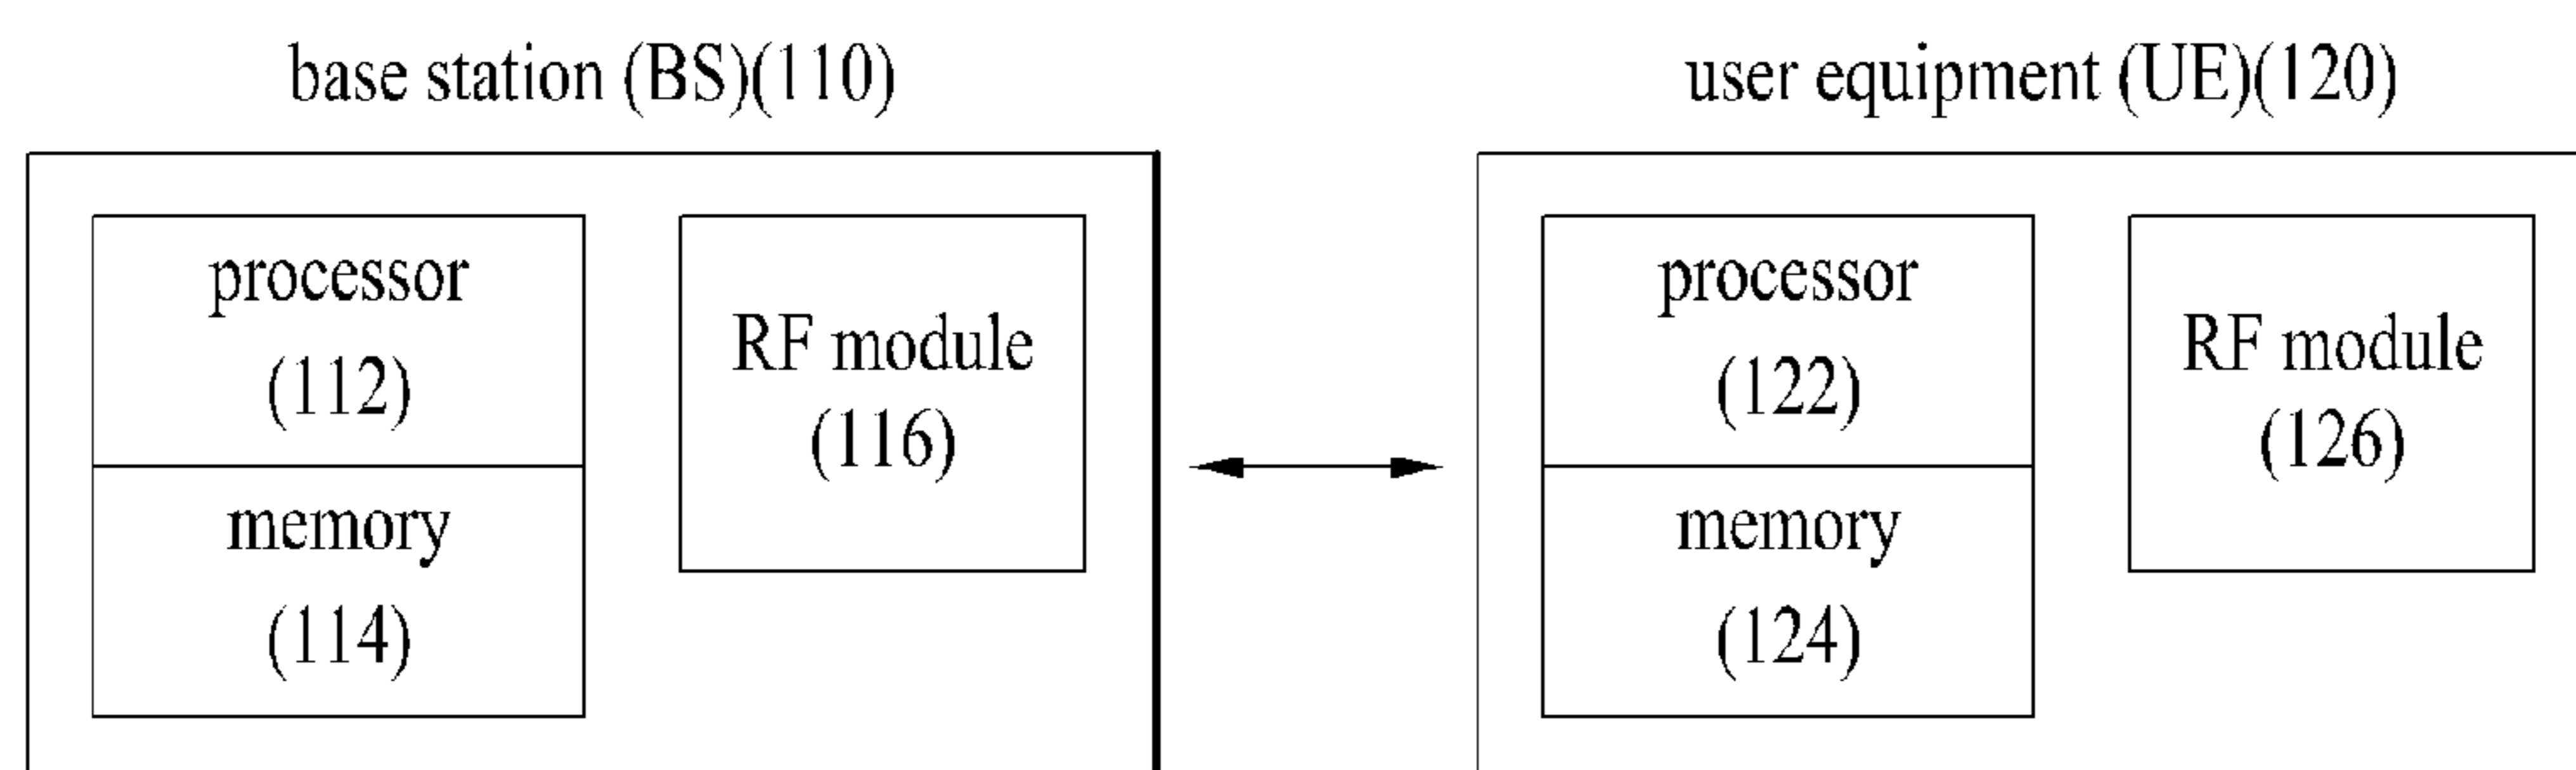 base station (BS)(110)
processor
(112)
memory
(114)
RF module
(116)
user equipment (UE)(120)
processor
(122)
memory
(124)
RF module
(126)